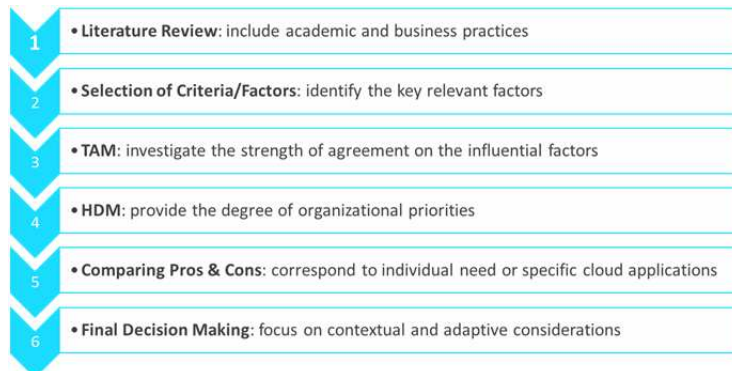 1
• Literature Review: include academic and business practices
2
• Selection of Criteria/Factors: identify the key relevant factors
3
• TAM: investigate the strength of agreement on the influential factors
4
• HDM: provide the degree of organizational priorities
5
• Comparing Pros & Cons: correspond to individual need or specific cloud applications
6
• Final Decision Making: focus on contextual and adaptive considerations